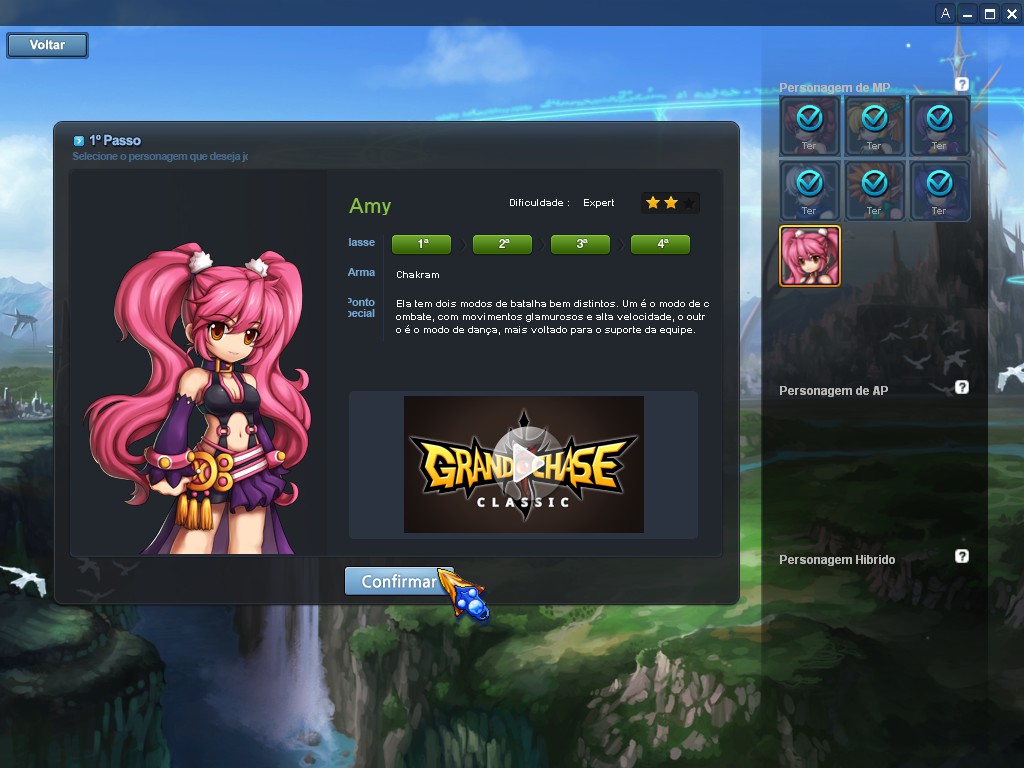 A
Voltar
Personagem de MP
?
Ter
Ter
Ter
Ter
Ter
Ter
1º Passo
Selecione o personagem que deseja jc
Amy
Dificuldade : Expert
lasse
1ª
2ª
3ª
4ª
Arma
Chakram
Ponto
pecial
Ela tem dois modos de batalha bem distintos. Um é o modo de c
ombate, com movimentos glamurosos e alta velocidade, o outr
o é o modo de dança, mais voltado para o suporte da equipe.
GRAND CHASE
CLASSIC
Confirmar
Personagem de AP
?
Personagem Hibrido
?